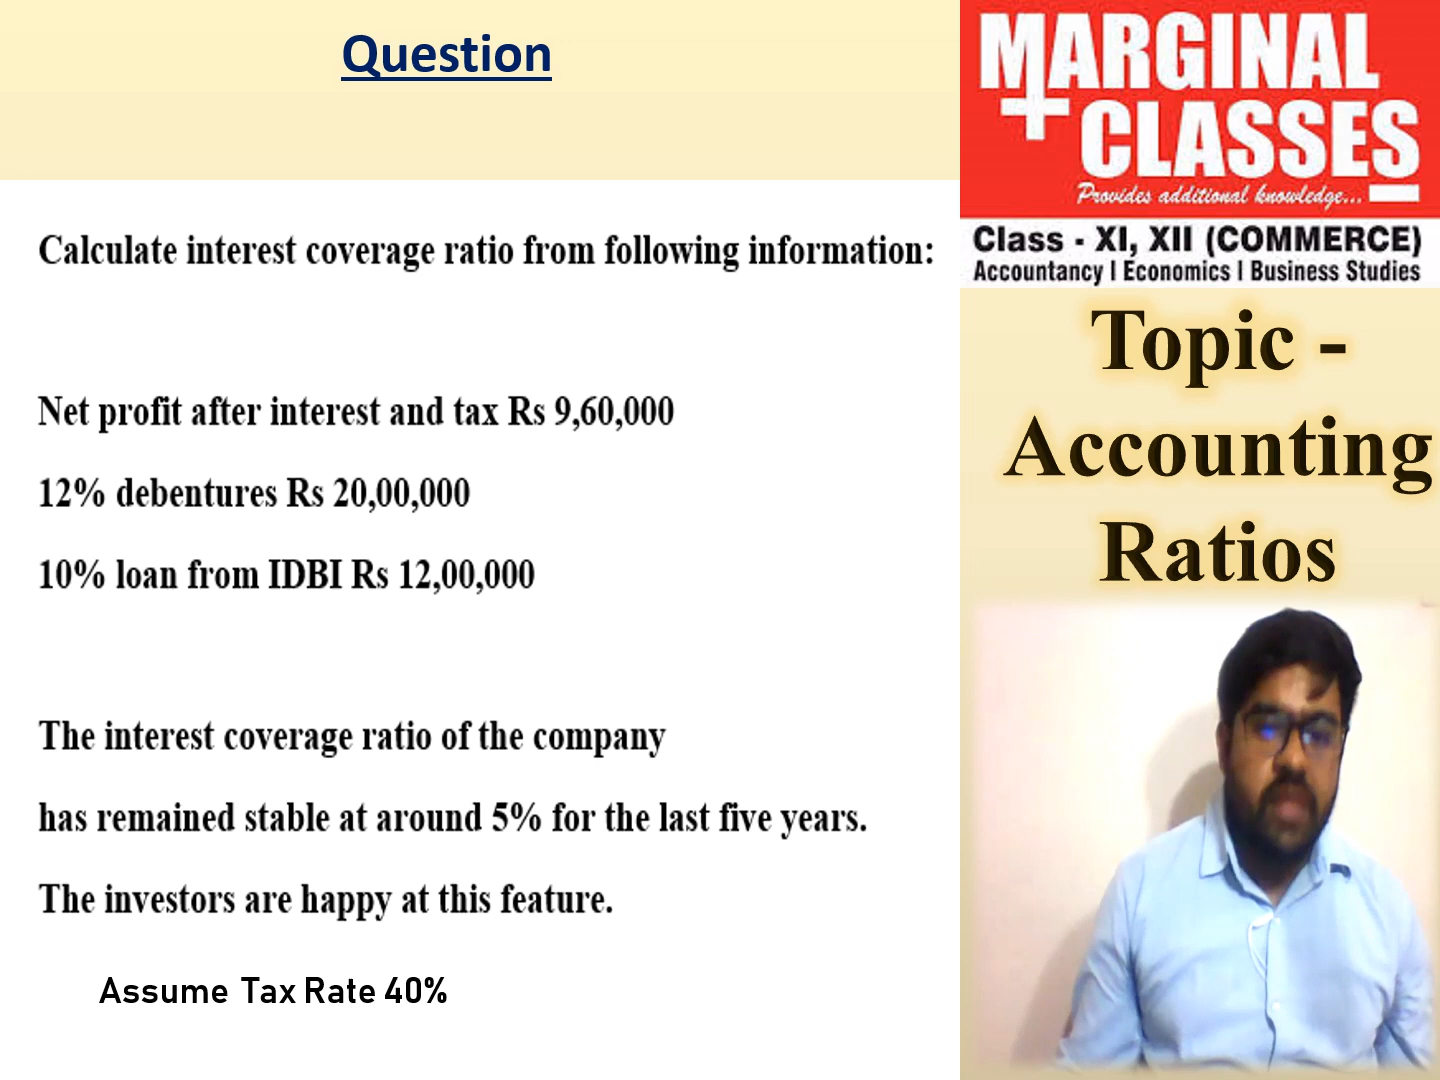 Question
Calculate interest coverage ratio from following information:
Net profit after interest and tax Rs 9,60,000
12% debentures Rs 20,00,000
10% loan from IDBI Rs 12,00,000
The interest coverage ratio of the company
has remained stable at around 5% for the last five years.
The investors are happy at this feature.
Assume Tax Rate 40%
MARGINAL
+CLASSES
Provides additional knowledge...
Class - XI, XII (COMMERCE)
Accountancy | Economics | Business Studies
Topic -
Accounting
Ratios